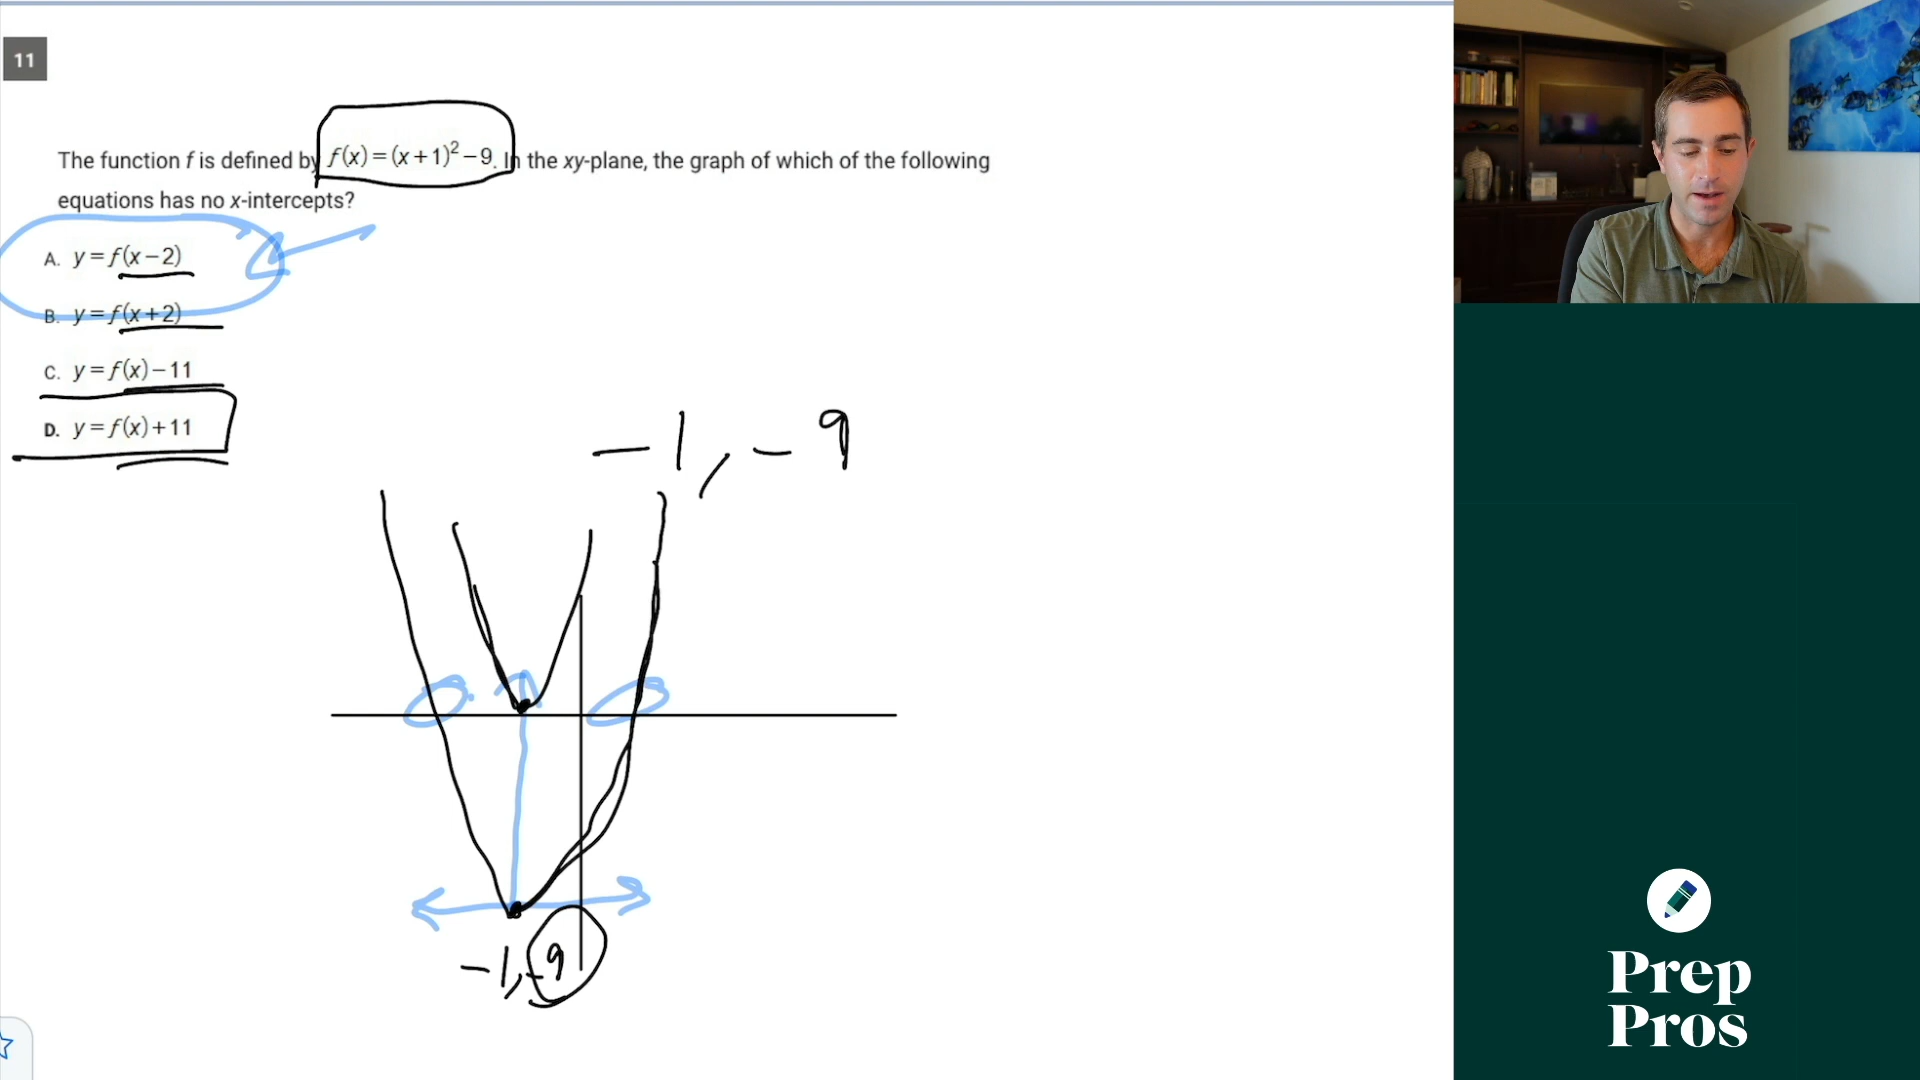 11
The function f is defined by f(x)=(x+1)²−9. In the xy-plane, the graph of which of the following
equations has no x-intercepts?
A. y=f(x−2)
B. y=f(x+2)
C. y=f(x)−11
D. y=f(x)+11
−1, −9
−1, −9
Prep
Pros